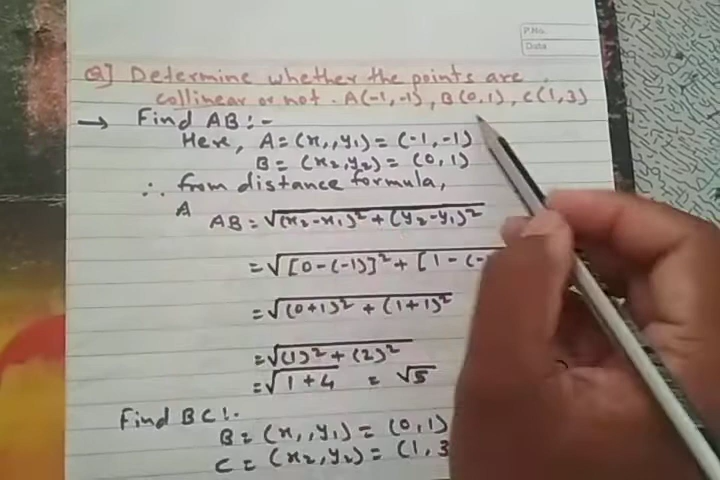 P.No.
Date
Q] Determine whether the points are
collinear or not. A(-1,-1), B(0,1), C(1,3)
→ Find AB:-
Here, A = (x₁,y₁) = (-1,-1)
B = (x₂,y₂) = (0,1)
∴ from distance formula,
A
AB = √(x₂-x₁)² + (y₂-y₁)²
= √[0-(-1)]² + [1-(-
= √(0+1)² + (1+1)²
= √(1)² + (2)²
= √1+4 = √5
Find BC:-
B = (x₁,y₁) = (0,1)
C = (x₂,y₂) = (1,3